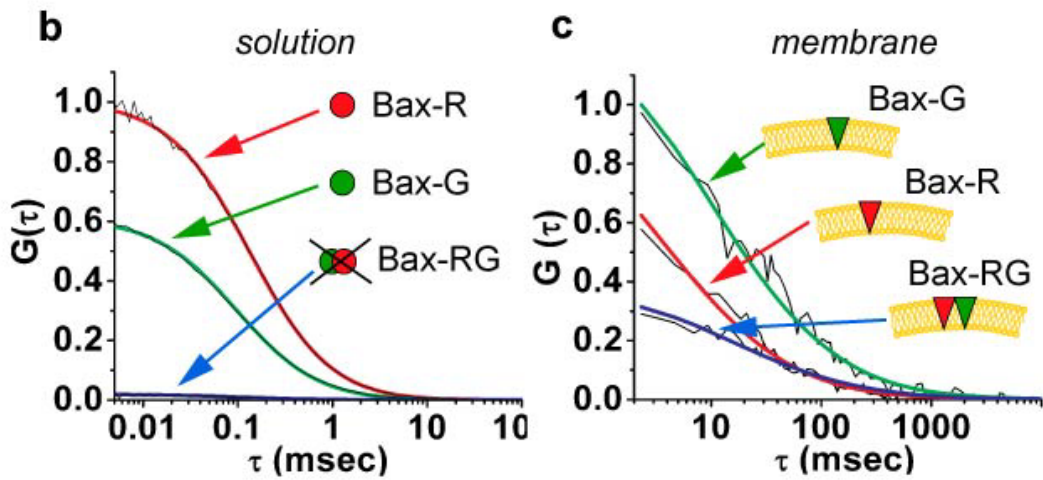 b
solution
1.0
0.8
0.6
0.4
0.2
0.0
G(τ)
Bax-R
Bax-G
Bax-RG
0.01
0.1
1
10
10
τ (msec)
c
membrane
1.0
0.8
0.6
0.4
0.2
0.0
G (τ)
Bax-G
Bax-R
Bax-RG
10
100
1000
τ (msec)